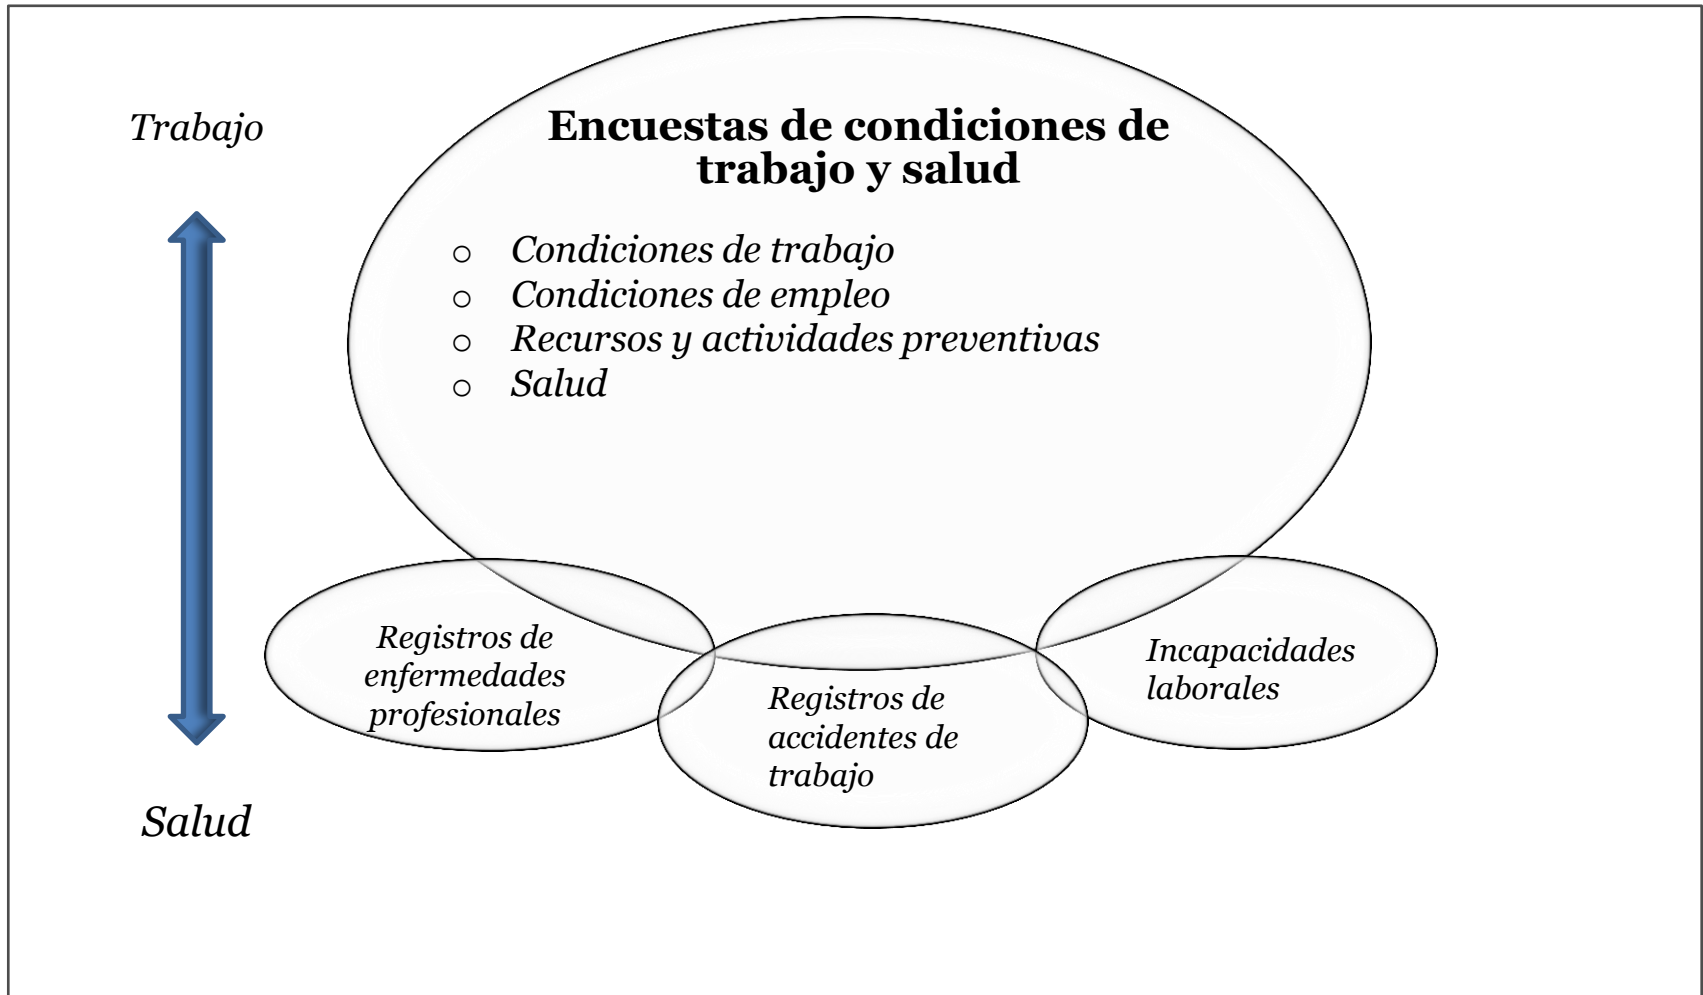 Trabajo
Encuestas de condiciones de
trabajo y salud
o Condiciones de trabajo
o Condiciones de empleo
o Recursos y actividades preventivas
o Salud
Registros de
enfermedades
profesionales
Registros de
accidentes de
trabajo
Incapacidades
laborales
Salud